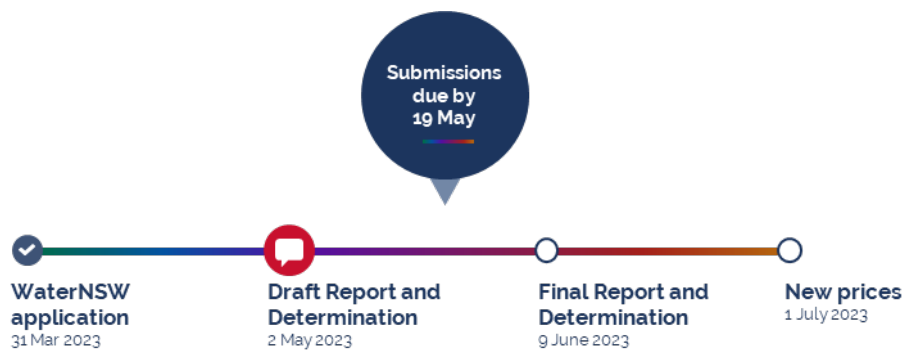 Submissions
due by
19 May
WaterNSW
application
31 Mar 2023
Draft Report and
Determination
2 May 2023
Final Report and
Determination
9 June 2023
New prices
1 July 2023